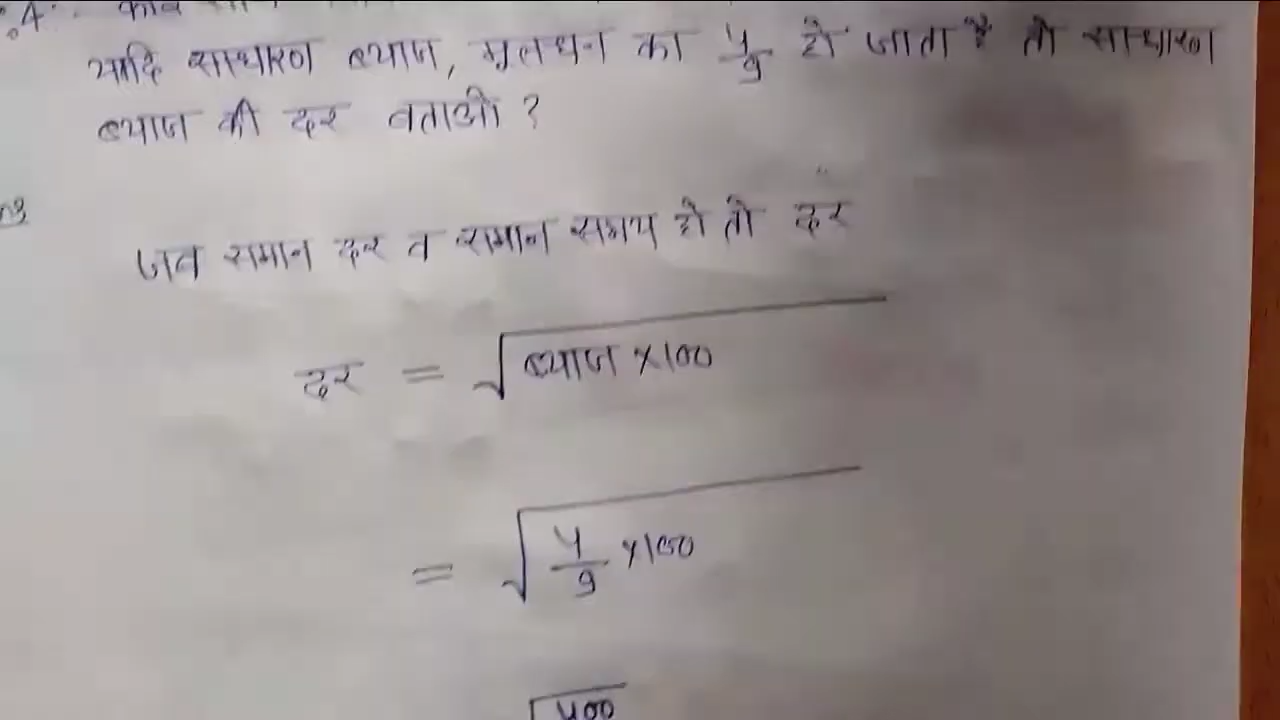 .4.
यदि साधारण ब्याज, मूलधन का 4/9 हो जाता है तो साधारण
ब्याज की दर बताओ ?
जब समान दर व समान समय हो तो दर
दर = √ब्याज ×100
= √4/9 ×100
√400